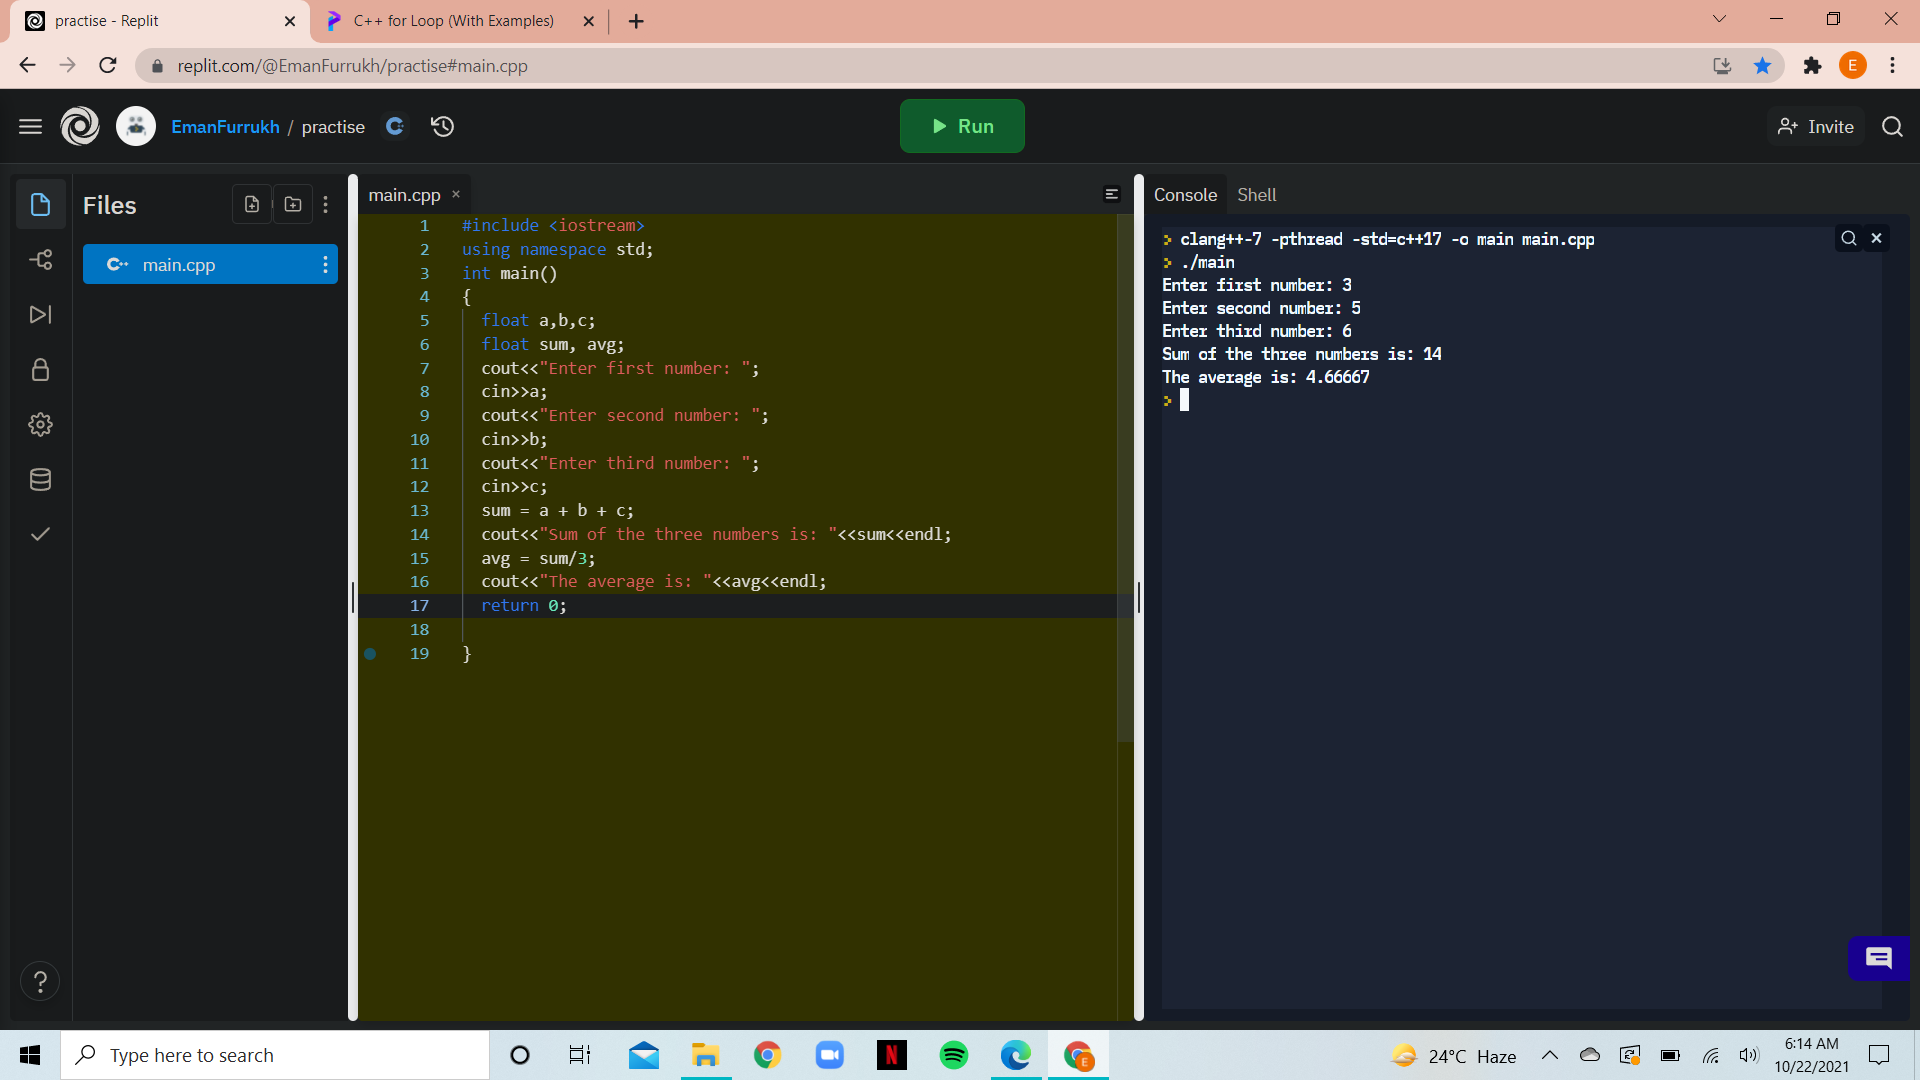 practise - Replit
C++ for Loop (With Examples)
replit.com/@EmanFurrukh/practise#main.cpp
E
EmanFurrukh / practise
Run
Invite
Files
main.cpp
main.cpp
1 #include <iostream>
2 using namespace std;
3 int main()
4 {
5 float a,b,c;
6 float sum, avg;
7 cout<<"Enter first number: ";
8 cin>>a;
9 cout<<"Enter second number: ";
10 cin>>b;
11 cout<<"Enter third number: ";
12 cin>>c;
13 sum = a + b + c;
14 cout<<"Sum of the three numbers is: "<<sum<<endl;
15 avg = sum/3;
16 cout<<"The average is: "<<avg<<endl;
17 return 0;
18
19 }
Console Shell
clang++-7 -pthread -std=c++17 -o main main.cpp
./main
Enter first number: 3
Enter second number: 5
Enter third number: 6
Sum of the three numbers is: 14
The average is: 4.66667
Type here to search
24°C Haze
6:14 AM
10/22/2021